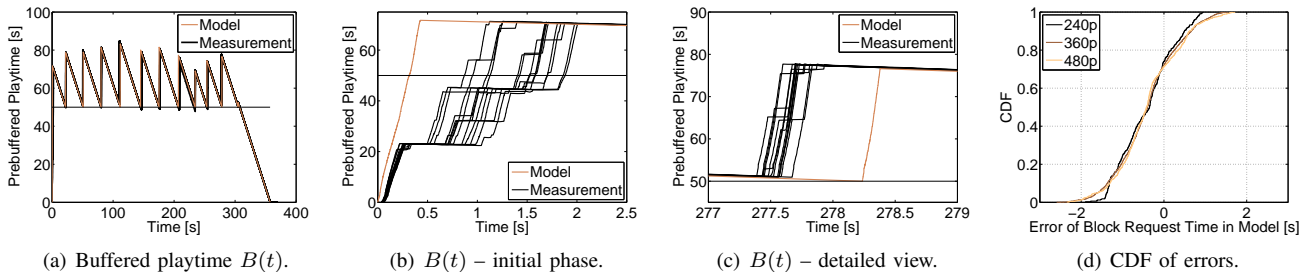 100
80
60
40
20
0
0 100 200 300 400
Prebuffered Playtime [s]
Time [s]
Model
Measurement
(a) Buffered playtime B(t).
60
40
20
0
0 0.5 1 1.5 2 2.5
Prebuffered Playtime [s]
Time [s]
Model
Measurement
(b) B(t) – initial phase.
90
80
70
60
50
277 277.5 278 278.5 279
Prebuffered Playtime [s]
Time [s]
Model
Measurement
(c) B(t) – detailed view.
1
0.8
0.6
0.4
0.2
0
−2 0 2
CDF
Error of Block Request Time in Model [s]
240p
360p
480p
(d) CDF of errors.